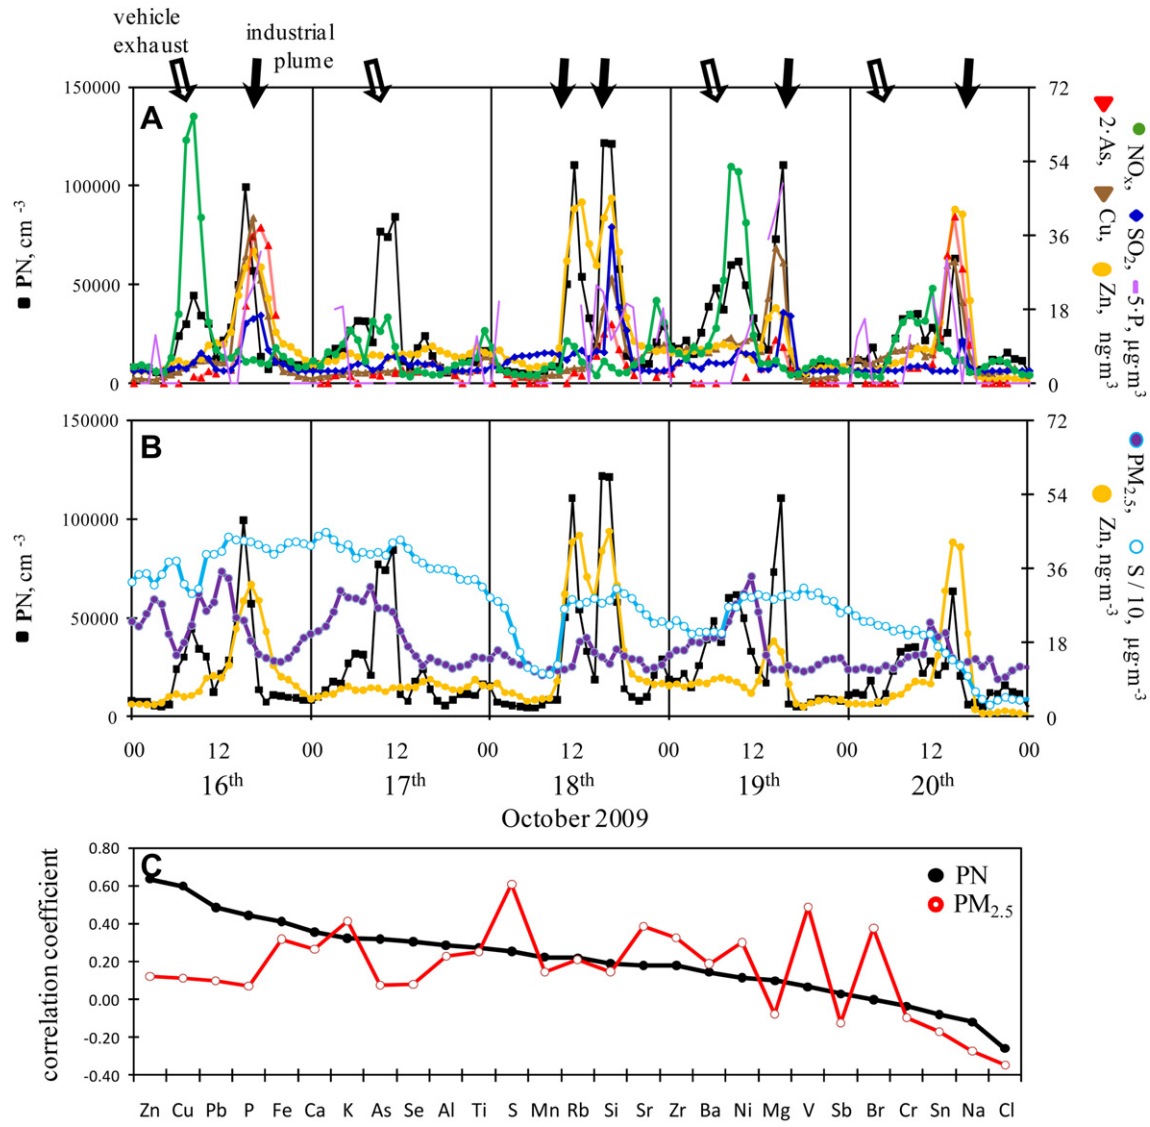 vehicle
exhaust
industrial
plume
A
150000
100000
50000
0
■ PN, cm -3
72
54
36
18
0
● NOx, ◆ SO2, – 5·P, µg·m-3
▼ 2·As, ▼ Cu, ● Zn, ng·m-3
B
150000
100000
50000
0
■ PN, cm -3
72
54
36
18
0
● PM2.5, ○ S / 10, µg·m-3
● Zn, ng·m-3
00 12 00 12 00 12 00 12 00 12 00
16th 17th 18th 19th 20th
October 2009
C
correlation coefficient
0.80
0.60
0.40
0.20
0.00
-0.20
-0.40
PN
PM2.5
Zn Cu Pb P Fe Ca K As Se Al Ti S Mn Rb Si Sr Zr Ba Ni Mg V Sb Br Cr Sn Na Cl